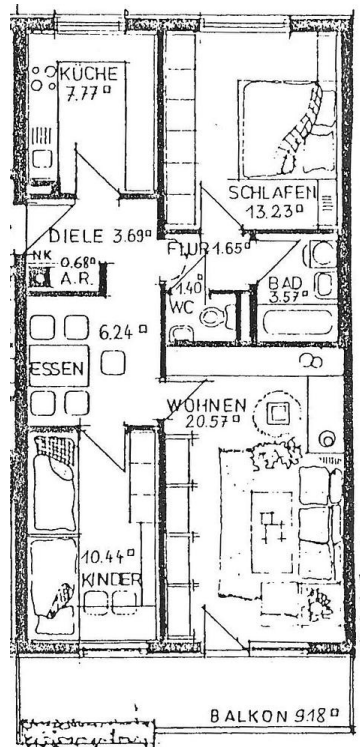 KÜCHE
7.77 □
SCHLAFEN
13.23 □
DIELE 3.69 □
FLUR 1.65 □
NK
0.68 □
A.R.
1.40 □
WC
BAD
3.57 □
6.24 □
ESSEN
WOHNEN
20.57 □
10.44 □
KINDER
BALKON 9.18 □